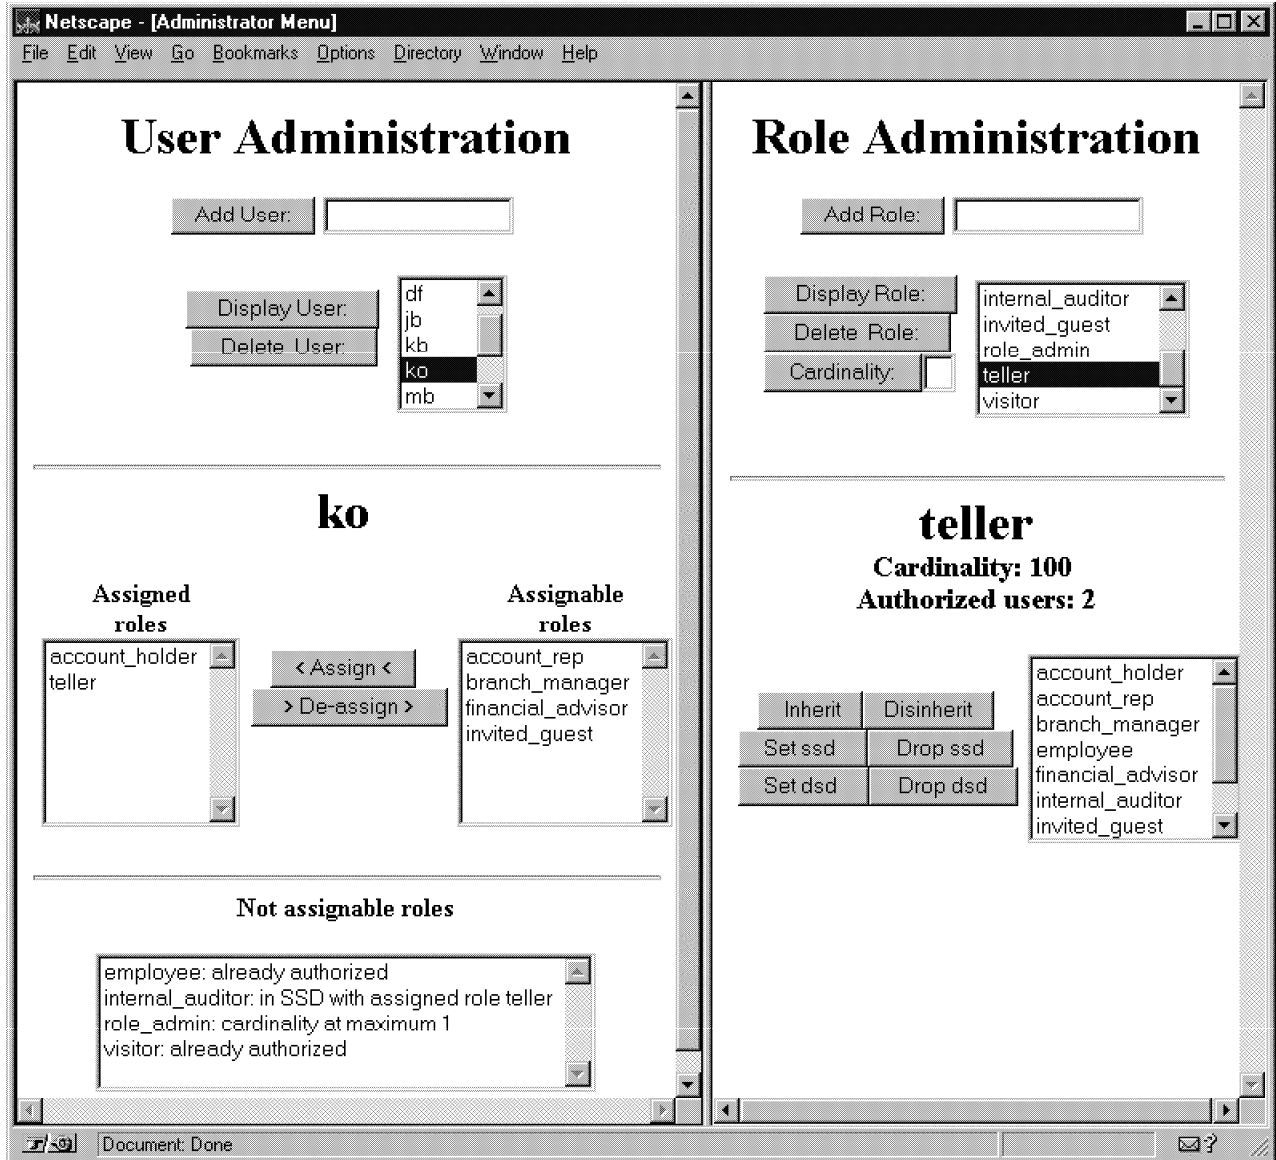 Netscape - [Administrator Menu]
File Edit View Go Bookmarks Options Directory Window Help
User Administration
Add User:
Display User:
Delete User:
df
jb
kb
ko
mb
ko
Assigned
roles
account_holder
teller
< Assign <
> De-assign >
Assignable
roles
account_rep
branch_manager
financial_advisor
invited_guest
Not assignable roles
employee: already authorized
internal_auditor: in SSD with assigned role teller
role_admin: cardinality at maximum 1
visitor: already authorized
Role Administration
Add Role:
Display Role:
Delete Role:
Cardinality:
internal_auditor
invited_guest
role_admin
teller
visitor
teller
Cardinality: 100
Authorized users: 2
Inherit Disinherit
Set ssd Drop ssd
Set dsd Drop dsd
account_holder
account_rep
branch_manager
employee
financial_advisor
internal_auditor
invited_guest
Document: Done